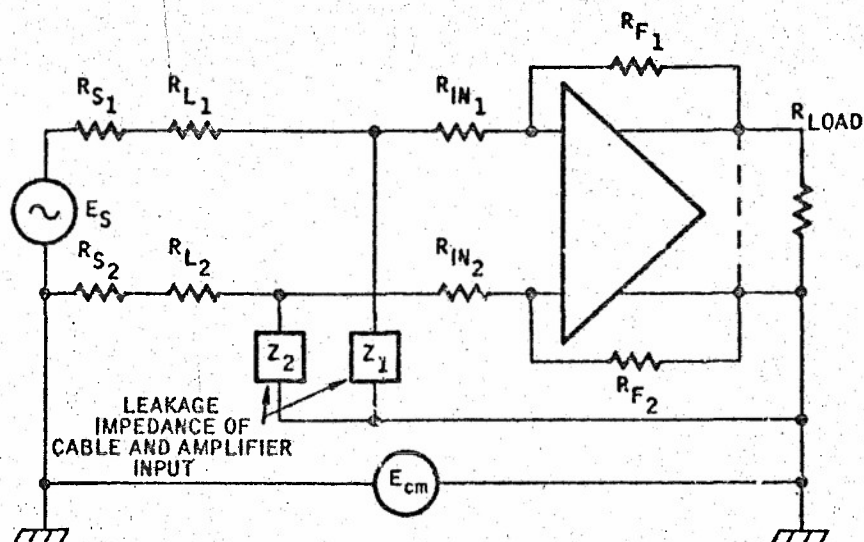 R_F1
R_S1 R_L1 R_IN1 R_LOAD
E_S
R_S2 R_L2 R_IN2
Z_2 Z_1
R_F2
LEAKAGE
IMPEDANCE OF
CABLE AND AMPLIFIER
INPUT
E_cm